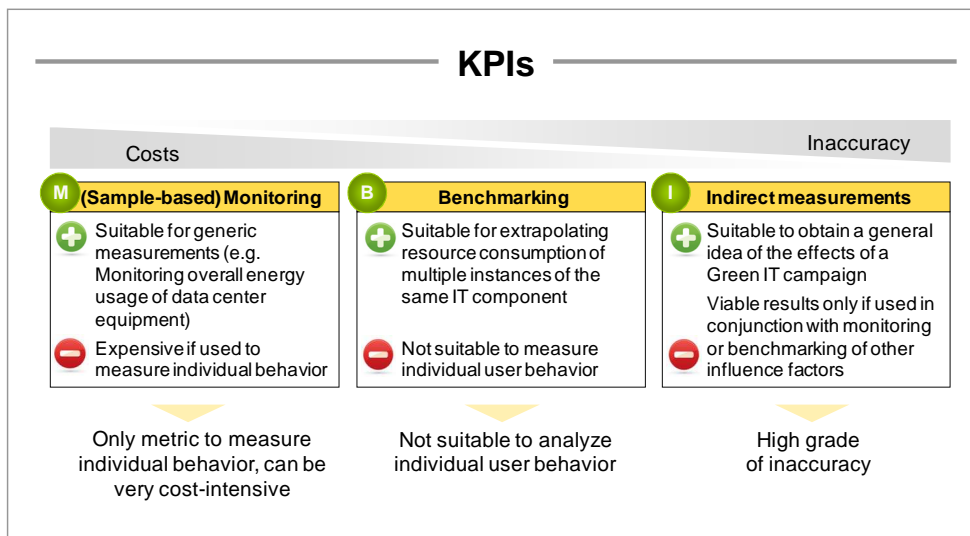 KPIs
Costs
Inaccuracy
M
(Sample-based) Monitoring
Suitable for generic
measurements (e.g.
Monitoring overall energy
usage of data center
equipment)
Expensive if used to
measure individual behavior
Only metric to measure
individual behavior, can be
very cost-intensive
B
Benchmarking
Suitable for extrapolating
resource consumption of
multiple instances of the
same IT component
Not suitable to measure
individual user behavior
Not suitable to analyze
individual user behavior
I
Indirect measurements
Suitable to obtain a general
idea of the effects of a
Green IT campaign
Viable results only if used in
conjunction with monitoring
or benchmarking of other
influence factors
High grade
of inaccuracy